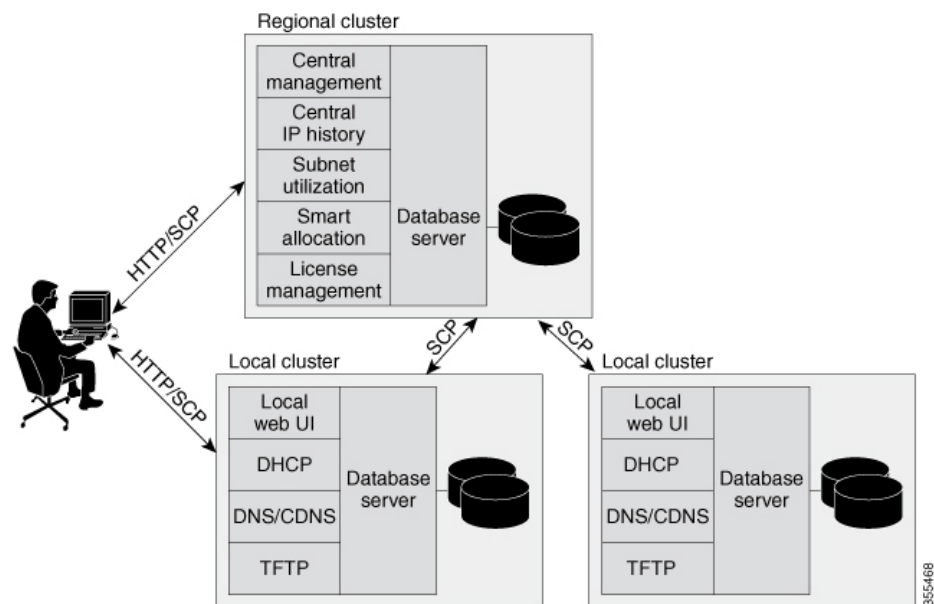 Regional cluster
Central
management
Central
IP history
Subnet
utilization
Smart
allocation
License
management
Database
server
HTTP/SCP
HTTP/SCP
SCP
SCP
Local cluster
Local
web UI
DHCP
DNS/CDNS
TFTP
Database
server
Local cluster
Local
web UI
DHCP
DNS/CDNS
TFTP
Database
server
355468